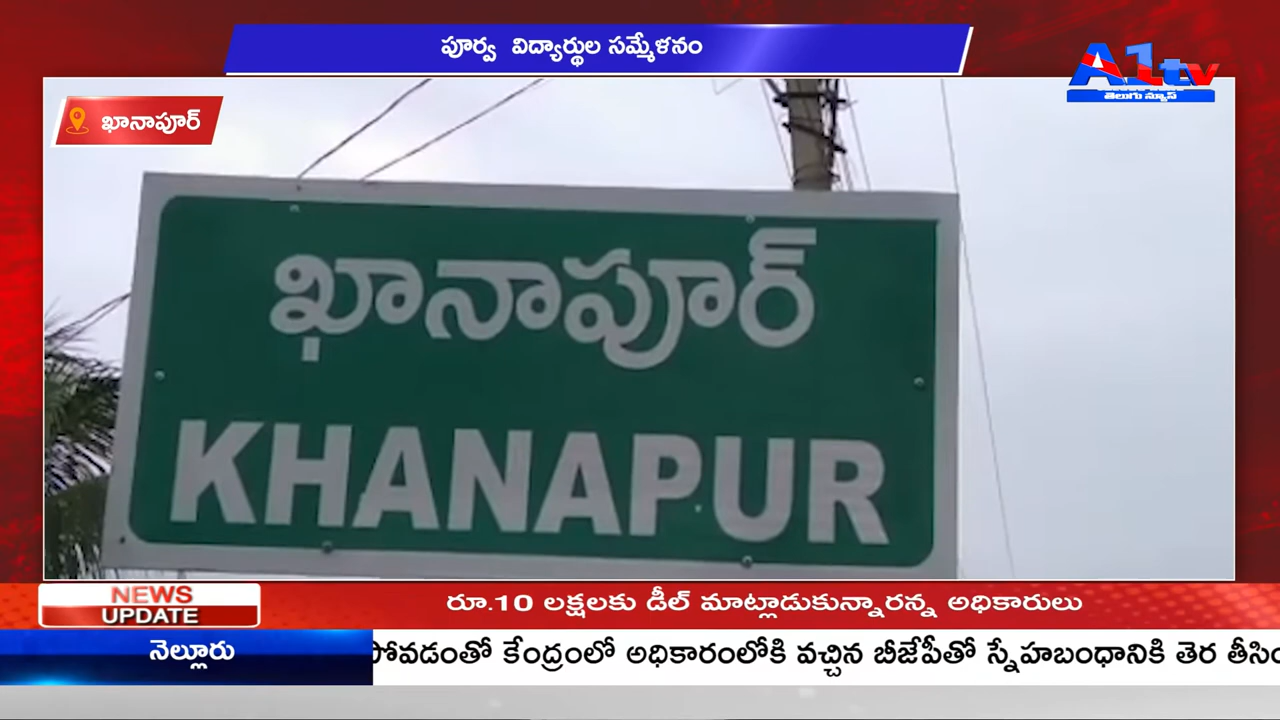 పూర్వ విద్యార్థుల సమ్మేళనం
A1tv
తెలుగు న్యూస్
ఖానాపూర్
ఖానాపూర్
KHANAPUR
NEWS
UPDATE
రూ.10 లక్షలకు డీల్ మాట్లాడుకున్నారన్న అధికారులు
నెల్లూరు
పోవడంతో కేంద్రంలో అధికారంలోకి వచ్చిన బీజేపీతో స్నేహబంధానికి తెర